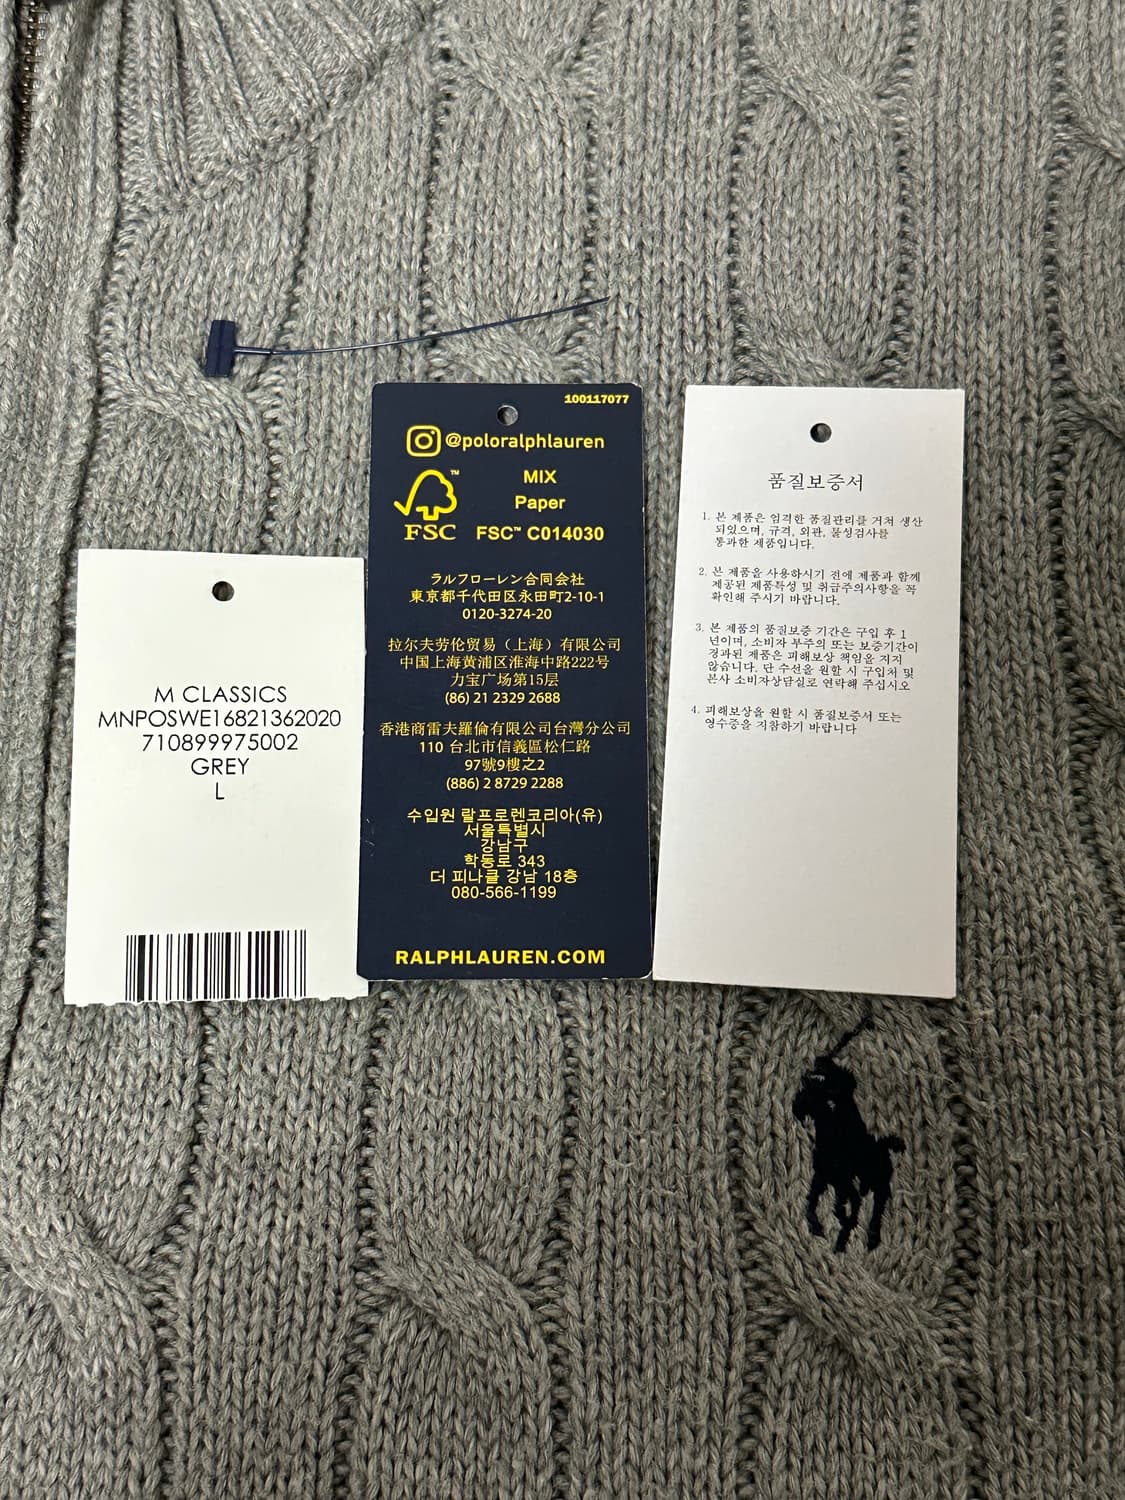 M CLASSICS
MNPOSWE16821362020
710899975002
GREY
L
100117077
@poloralphlauren
FSC
™
MIX
Paper
FSC™ C014030
ラルフローレン合同会社
東京都千代田区永田町2-10-1
0120-3274-20
拉尔夫劳伦贸易（上海）有限公司
中国上海黄浦区淮海中路222号
力宝广场第15层
(86) 21 2329 2688
香港商雷夫羅倫有限公司台灣分公司
110 台北市信義區松仁路
97號9樓之2
(886) 2 8729 2288
수입원 랄프로렌코리아(유)
서울특별시
강남구
학동로 343
더 피나클 강남 18층
080-566-1199
RALPHLAUREN.COM
품질보증서
1. 본 제품은 엄격한 품질관리를 거쳐 생산
되었으며, 규격, 외관, 물성검사를
통과한 제품입니다.
2. 본 제품을 사용하시기 전에 제품과 함께
제공된 제품특성 및 취급주의사항을 꼭
확인해 주시기 바랍니다.
3. 본 제품의 품질보증 기간은 구입 후 1
년이며, 소비자 부주의 또는 보증기간이
경과된 제품은 피해보상 책임을 지지
않습니다. 단 수선을 원할 시 구입처 및
본사 소비자상담실로 연락해 주십시오
4. 피해보상을 원할 시 품질보증서 또는
영수증을 지참하기 바랍니다